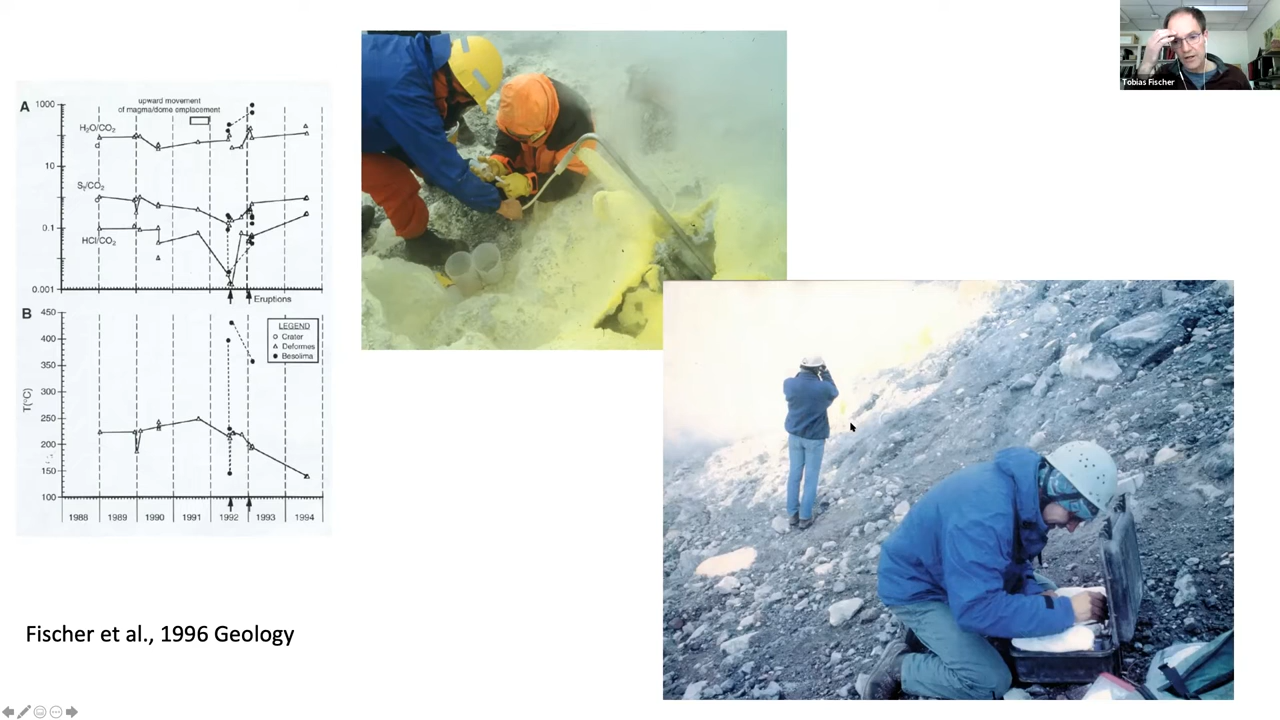 Tobias Fischer
A
upward movement
of magma/dome emplacement
1000
10
0.1
0.001
H₂O/CO₂
Sₜ/CO₂
HCl/CO₂
Eruptions
B
450
400
350
300
250
200
150
100
T(°C)
LEGEND
Crater
Deformes
Besolima
1988 1989 1990 1991 1992 1993 1994
Fischer et al., 1996 Geology